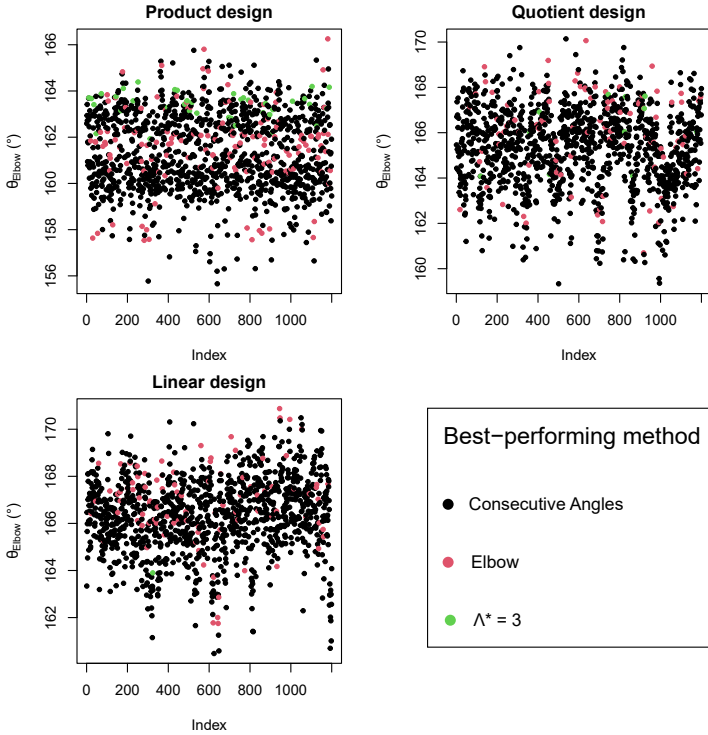 Product design
θElbow (°)
156 158 160 162 164 166
0 200 400 600 800 1000
Index
Quotient design
θElbow (°)
160 162 164 166 168 170
0 200 400 600 800 1000
Index
Linear design
θElbow (°)
162 164 166 168 170
0 200 400 600 800 1000
Index
Best−performing method
Consecutive Angles
Elbow
Λ* = 3